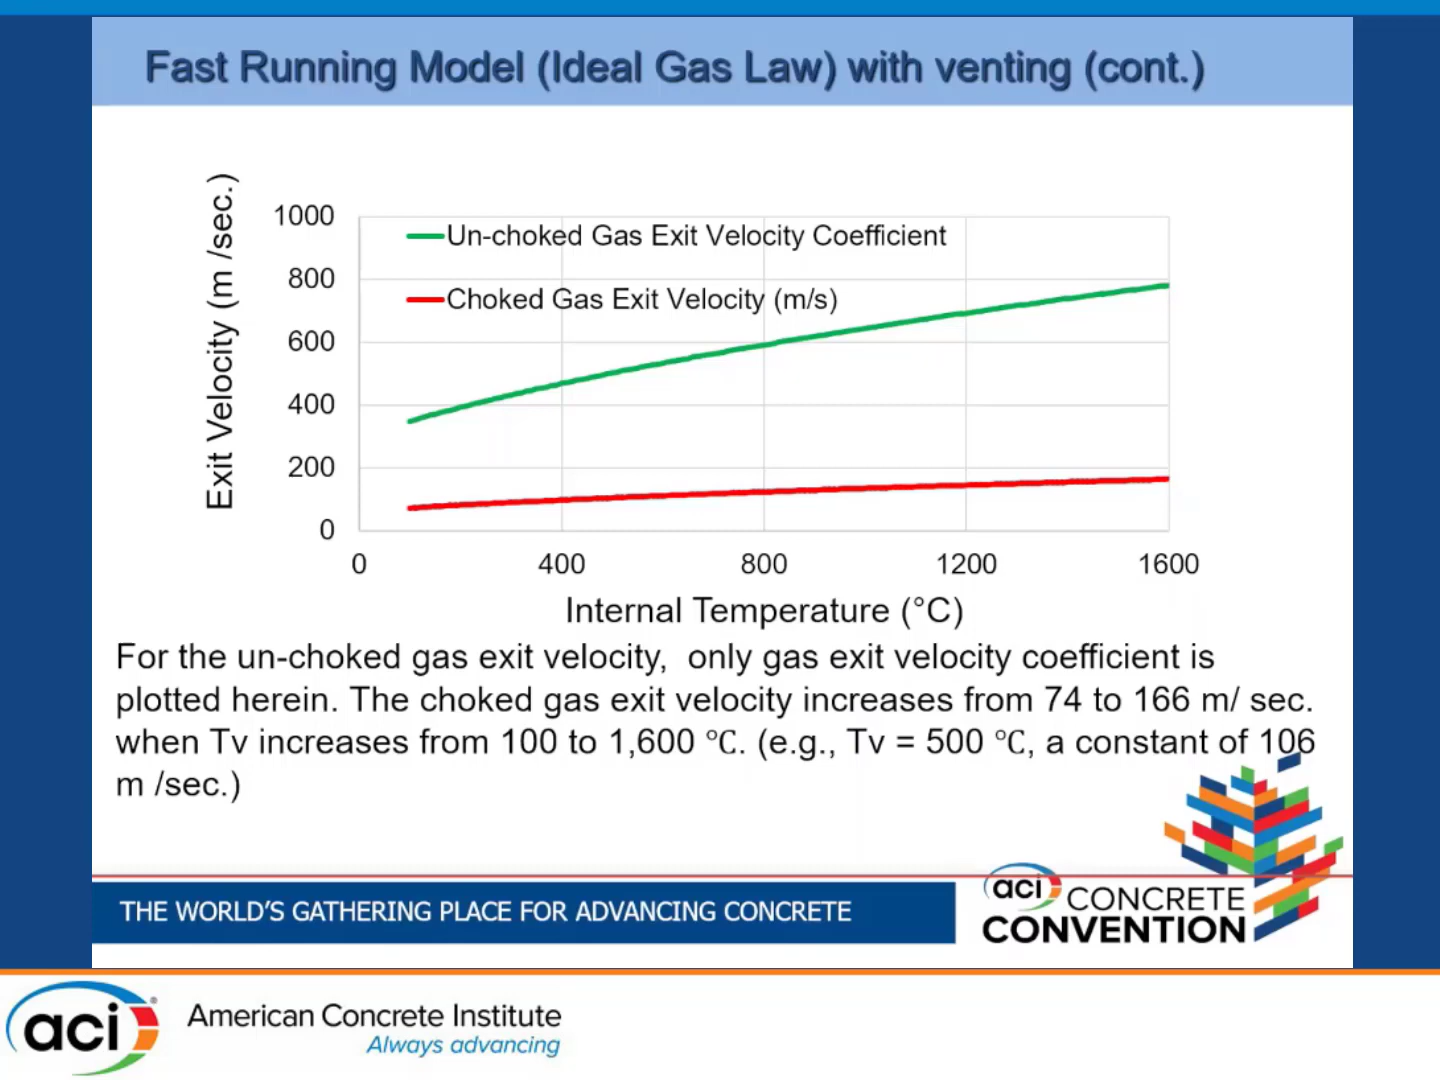 Fast Running Model (Ideal Gas Law) with venting (cont.)
Exit Velocity (m /sec.)
1000
800
600
400
200
0
Un-choked Gas Exit Velocity Coefficient
Choked Gas Exit Velocity (m/s)
0 400 800 1200 1600
Internal Temperature (°C)
For the un-choked gas exit velocity,  only gas exit velocity coefficient is
plotted herein. The choked gas exit velocity increases from 74 to 166 m/ sec.
when Tv increases from 100 to 1,600 °C. (e.g., Tv = 500 °C, a constant of 106
m /sec.)
THE WORLD'S GATHERING PLACE FOR ADVANCING CONCRETE
aci CONCRETE
CONVENTION
aci
American Concrete Institute
Always advancing